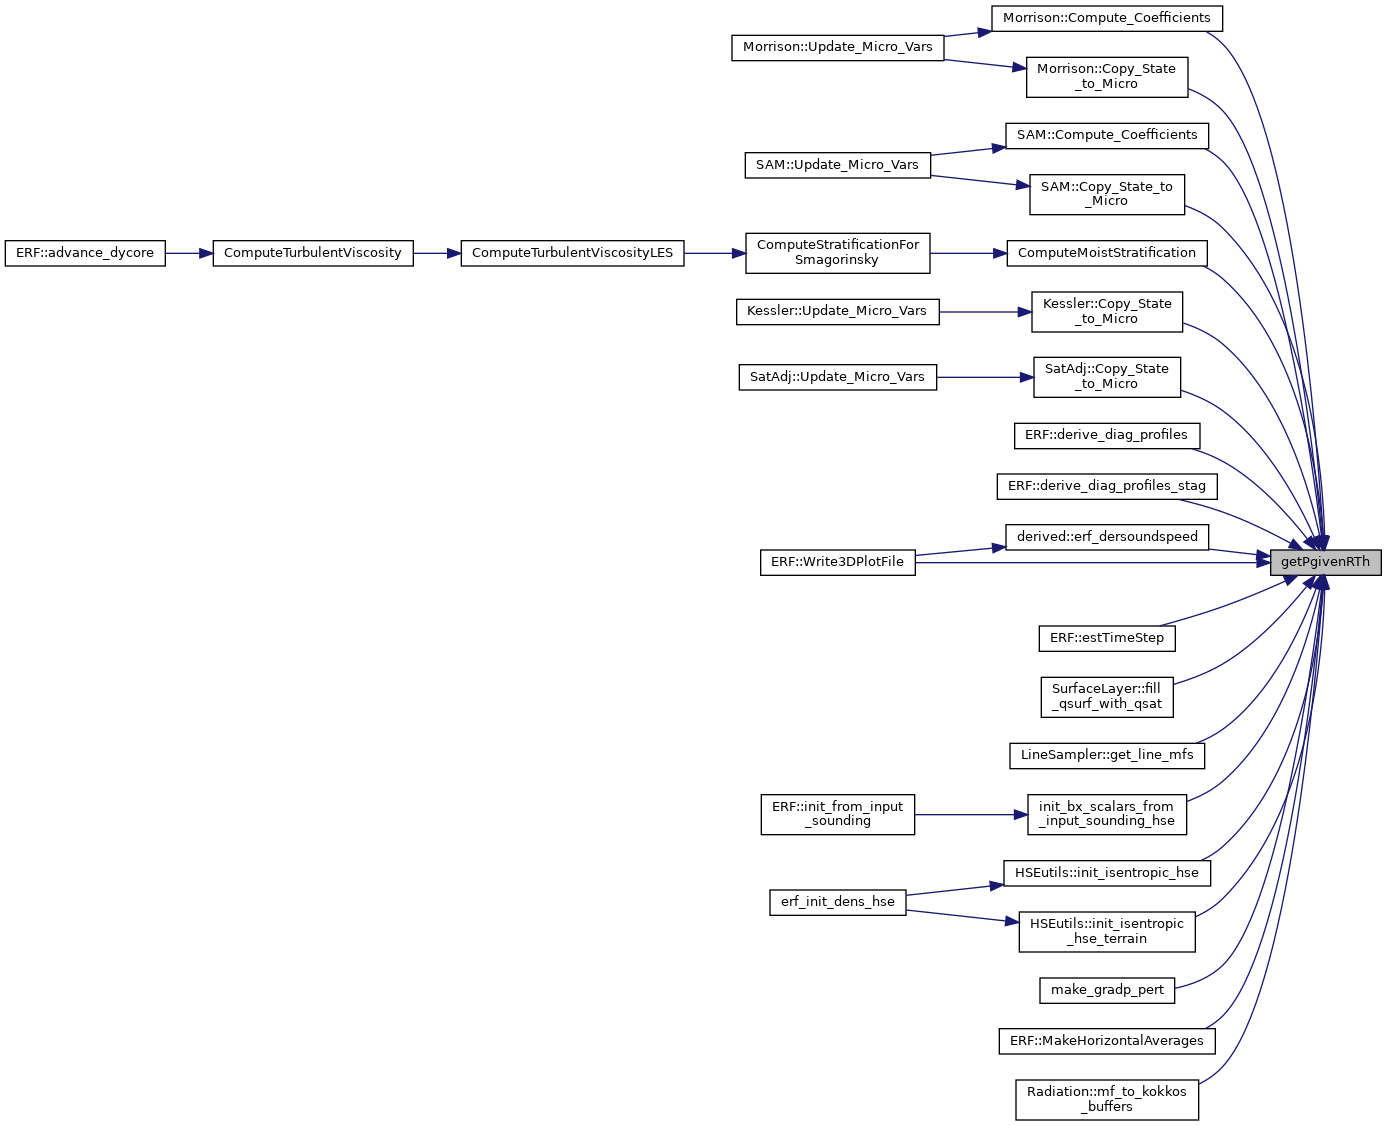 Morrison::Compute_Coefficients
Morrison::Update_Micro_Vars
Morrison::Copy_State
_to_Micro
SAM::Compute_Coefficients
SAM::Update_Micro_Vars
SAM::Copy_State_to
_Micro
ERF::advance_dycore
ComputeTurbulentViscosity
ComputeTurbulentViscosityLES
ComputeStratificationFor
Smagorinsky
ComputeMoistStratification
Kessler::Update_Micro_Vars
Kessler::Copy_State
_to_Micro
SatAdj::Update_Micro_Vars
SatAdj::Copy_State
_to_Micro
ERF::derive_diag_profiles
ERF::derive_diag_profiles_stag
derived::erf_dersoundspeed
ERF::Write3DPlotFile
getPgivenRTh
ERF::estTimeStep
SurfaceLayer::fill
_qsurf_with_qsat
LineSampler::get_line_mfs
ERF::init_from_input
_sounding
init_bx_scalars_from
_input_sounding_hse
HSEutils::init_isentropic_hse
erf_init_dens_hse
HSEutils::init_isentropic
_hse_terrain
make_gradp_pert
ERF::MakeHorizontalAverages
Radiation::mf_to_kokkos
_buffers